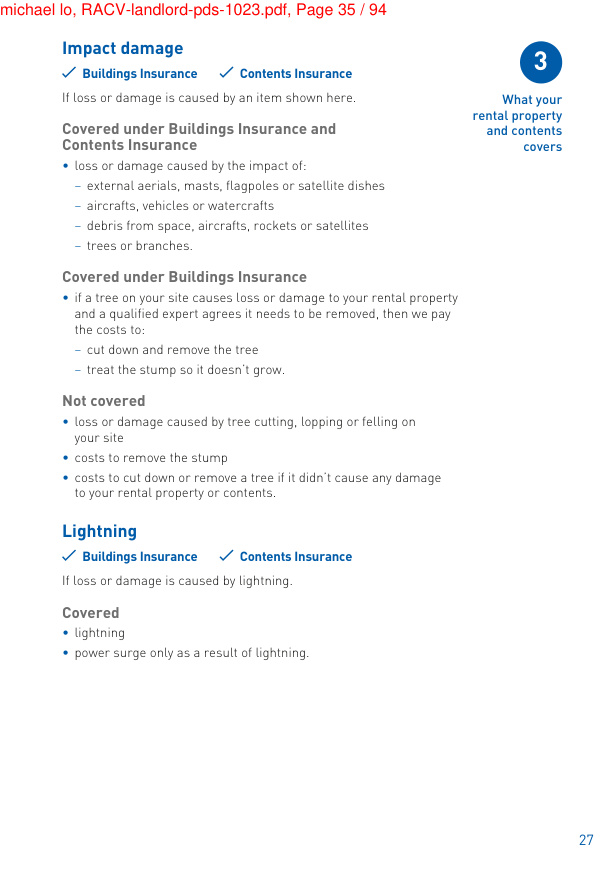 michael lo, RACV-landlord-pds-1023.pdf, Page 35 / 94
Impact damage
✓ Buildings Insurance ✓ Contents Insurance
If loss or damage is caused by an item shown here.
Covered under Buildings Insurance and
Contents Insurance
• loss or damage caused by the impact of:
– external aerials, masts, flagpoles or satellite dishes
– aircrafts, vehicles or watercrafts
– debris from space, aircrafts, rockets or satellites
– trees or branches.
Covered under Buildings Insurance
• if a tree on your site causes loss or damage to your rental property
and a qualified expert agrees it needs to be removed, then we pay
the costs to:
– cut down and remove the tree
– treat the stump so it doesn't grow.
Not covered
• loss or damage caused by tree cutting, lopping or felling on
your site
• costs to remove the stump
• costs to cut down or remove a tree if it didn't cause any damage
to your rental property or contents.
Lightning
✓ Buildings Insurance ✓ Contents Insurance
If loss or damage is caused by lightning.
Covered
• lightning
• power surge only as a result of lightning.
3
What your
rental property
and contents
covers
27